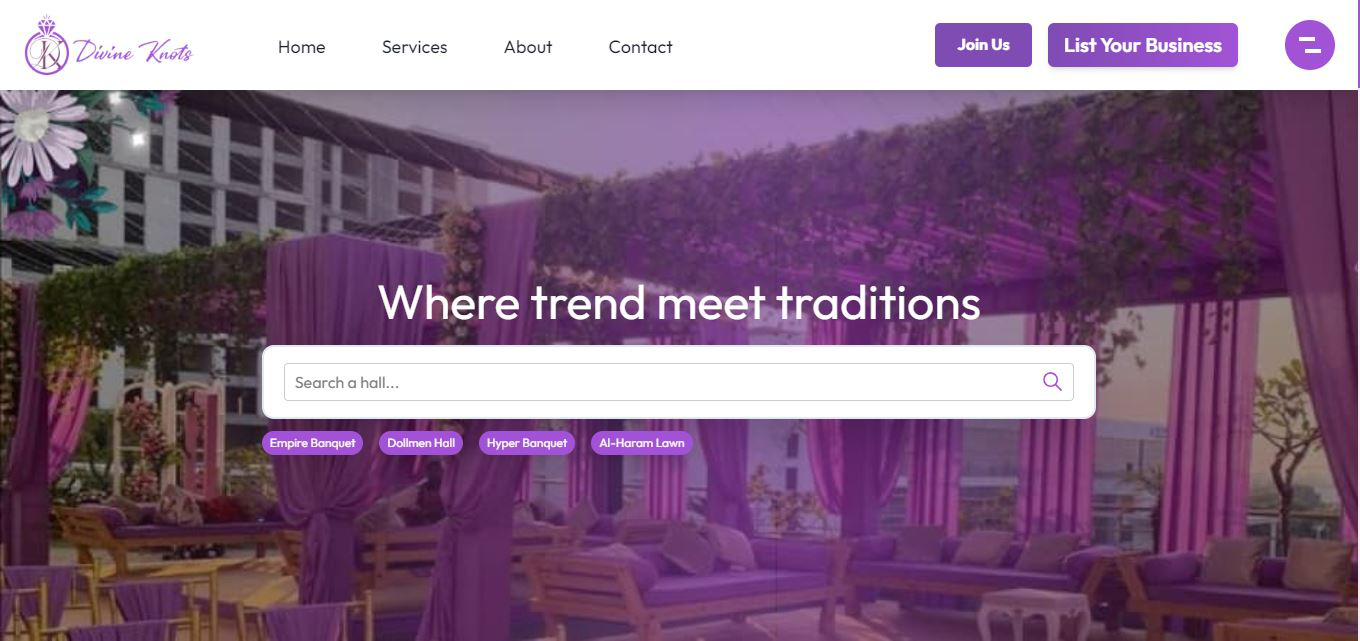 Divine Knots
Home
Services
About
Contact
Join Us
List Your Business
Where trend meet traditions
Search a hall...
Empire Banquet
Dollmen Hall
Hyper Banquet
Al-Haram Lawn